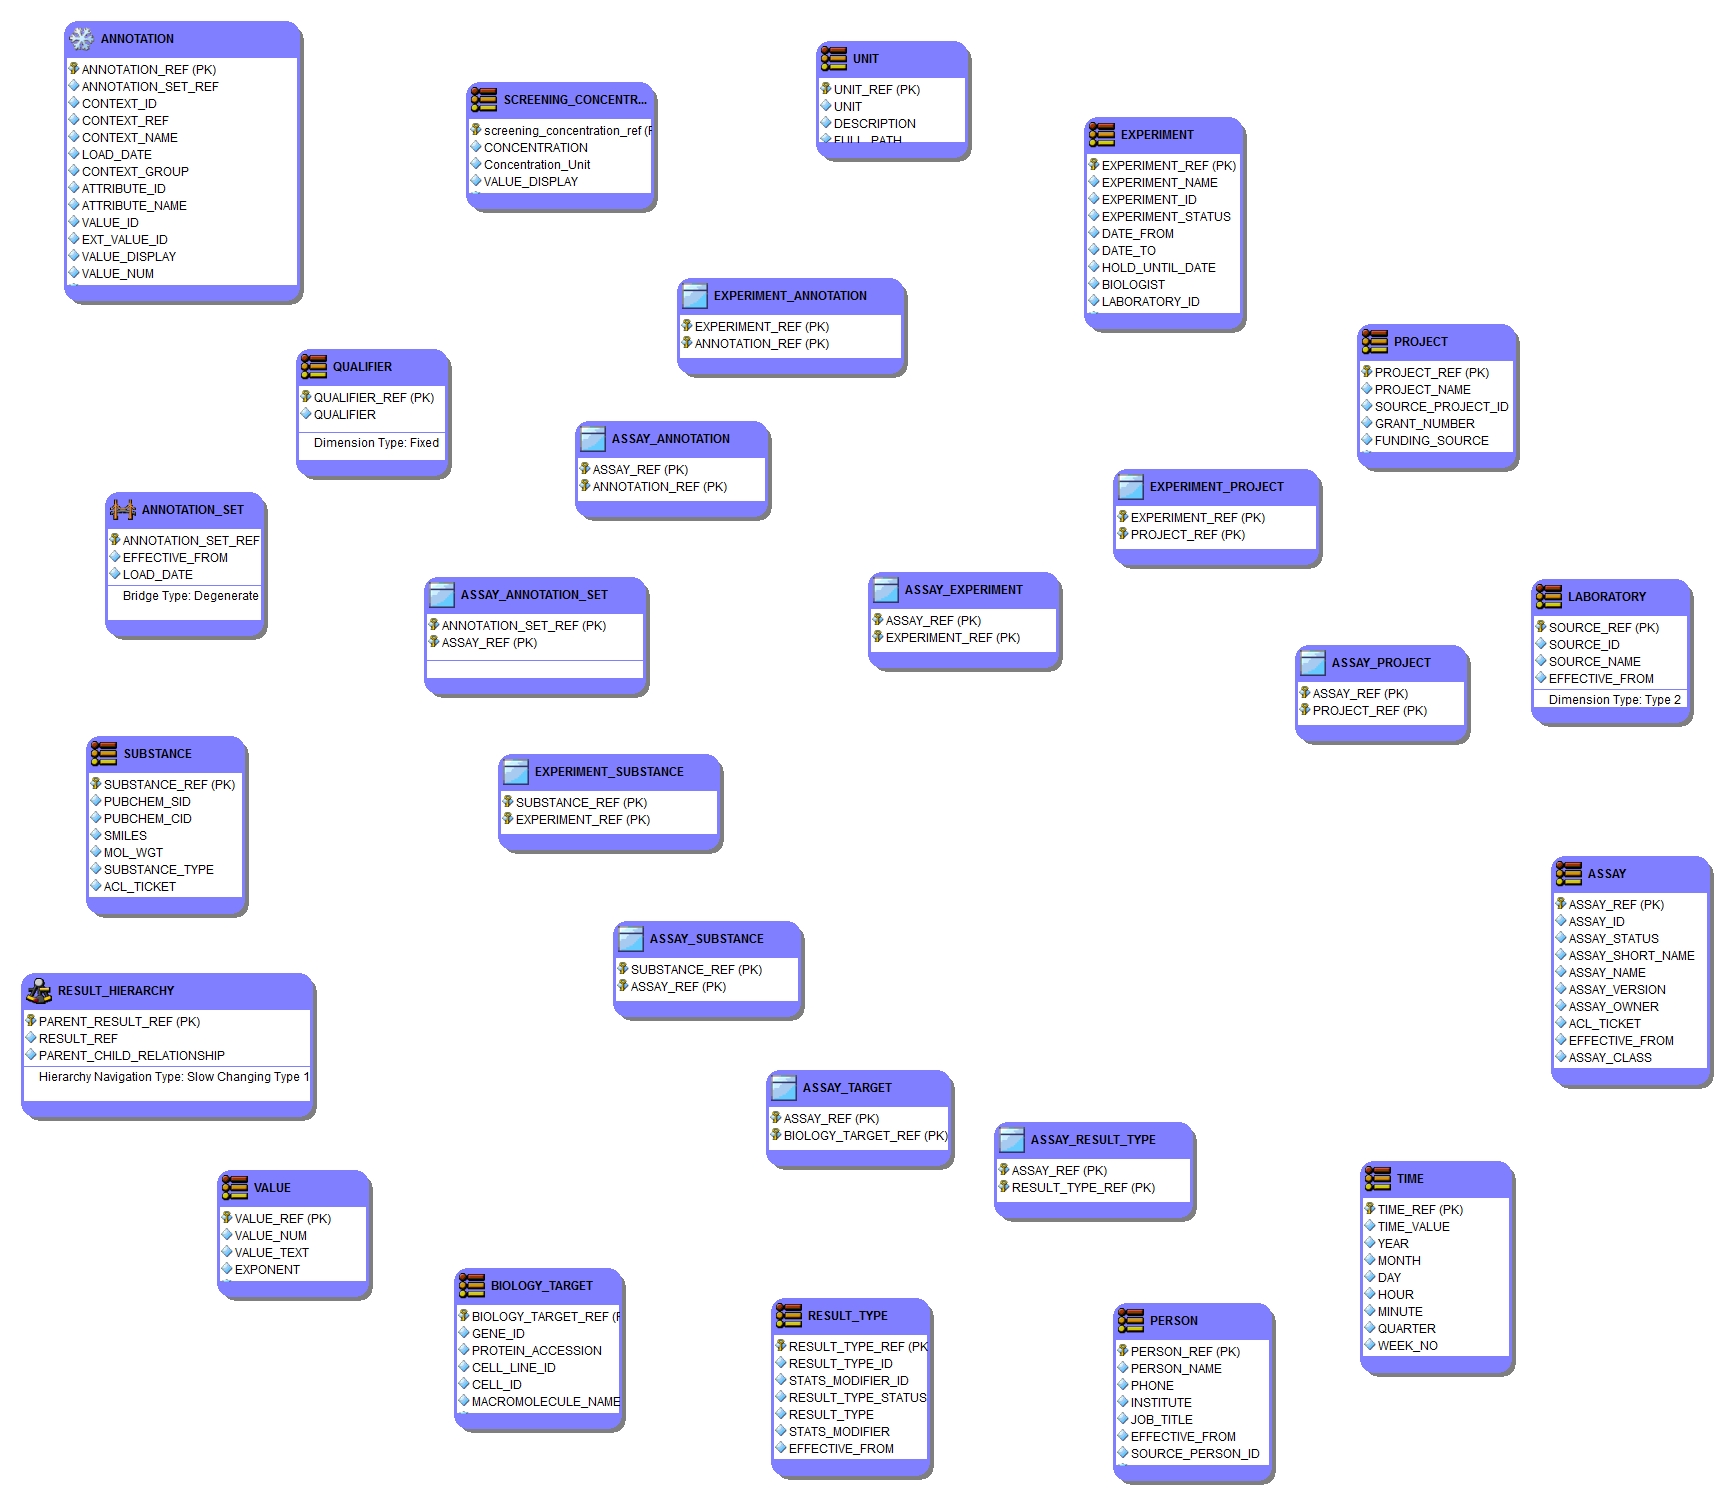 ANNOTATION
ANNOTATION_REF (PK)
ANNOTATION_SET_REF
CONTEXT_ID
CONTEXT_REF
CONTEXT_NAME
LOAD_DATE
CONTEXT_GROUP
ATTRIBUTE_ID
ATTRIBUTE_NAME
VALUE_ID
EXT_VALUE_ID
VALUE_DISPLAY
VALUE_NUM
SCREENING_CONCENTR...
screening_concentration_ref (P
CONCENTRATION
Concentration_Unit
VALUE_DISPLAY
UNIT
UNIT_REF (PK)
UNIT
DESCRIPTION
FULL_PATH
EXPERIMENT
EXPERIMENT_REF (PK)
EXPERIMENT_NAME
EXPERIMENT_ID
EXPERIMENT_STATUS
DATE_FROM
DATE_TO
HOLD_UNTIL_DATE
BIOLOGIST
LABORATORY_ID
EXPERIMENT_ANNOTATION
EXPERIMENT_REF (PK)
ANNOTATION_REF (PK)
PROJECT
PROJECT_REF (PK)
PROJECT_NAME
SOURCE_PROJECT_ID
GRANT_NUMBER
FUNDING_SOURCE
QUALIFIER
QUALIFIER_REF (PK)
QUALIFIER
Dimension Type: Fixed
ASSAY_ANNOTATION
ASSAY_REF (PK)
ANNOTATION_REF (PK)
EXPERIMENT_PROJECT
EXPERIMENT_REF (PK)
PROJECT_REF (PK)
ANNOTATION_SET
ANNOTATION_SET_REF
EFFECTIVE_FROM
LOAD_DATE
Bridge Type: Degenerate
ASSAY_ANNOTATION_SET
ANNOTATION_SET_REF (PK)
ASSAY_REF (PK)
ASSAY_EXPERIMENT
ASSAY_REF (PK)
EXPERIMENT_REF (PK)
LABORATORY
SOURCE_REF (PK)
SOURCE_ID
SOURCE_NAME
EFFECTIVE_FROM
Dimension Type: Type 2
ASSAY_PROJECT
ASSAY_REF (PK)
PROJECT_REF (PK)
SUBSTANCE
SUBSTANCE_REF (PK)
PUBCHEM_SID
PUBCHEM_CID
SMILES
MOL_WGT
SUBSTANCE_TYPE
ACL_TICKET
EXPERIMENT_SUBSTANCE
SUBSTANCE_REF (PK)
EXPERIMENT_REF (PK)
ASSAY
ASSAY_REF (PK)
ASSAY_ID
ASSAY_STATUS
ASSAY_SHORT_NAME
ASSAY_NAME
ASSAY_VERSION
ASSAY_OWNER
ACL_TICKET
EFFECTIVE_FROM
ASSAY_CLASS
ASSAY_SUBSTANCE
SUBSTANCE_REF (PK)
ASSAY_REF (PK)
RESULT_HIERARCHY
PARENT_RESULT_REF (PK)
RESULT_REF
PARENT_CHILD_RELATIONSHIP
Hierarchy Navigation Type: Slow Changing Type 1
ASSAY_TARGET
ASSAY_REF (PK)
BIOLOGY_TARGET_REF (PK)
ASSAY_RESULT_TYPE
ASSAY_REF (PK)
RESULT_TYPE_REF (PK)
VALUE
VALUE_REF (PK)
VALUE_NUM
VALUE_TEXT
EXPONENT
TIME
TIME_REF (PK)
TIME_VALUE
YEAR
MONTH
DAY
HOUR
MINUTE
QUARTER
WEEK_NO
BIOLOGY_TARGET
BIOLOGY_TARGET_REF (P
GENE_ID
PROTEIN_ACCESSION
CELL_LINE_ID
CELL_ID
MACROMOLECULE_NAME
RESULT_TYPE
RESULT_TYPE_REF (PK
RESULT_TYPE_ID
STATS_MODIFIER_ID
RESULT_TYPE_STATUS
RESULT_TYPE
STATS_MODIFIER
EFFECTIVE_FROM
PERSON
PERSON_REF (PK)
PERSON_NAME
PHONE
INSTITUTE
JOB_TITLE
EFFECTIVE_FROM
SOURCE_PERSON_ID